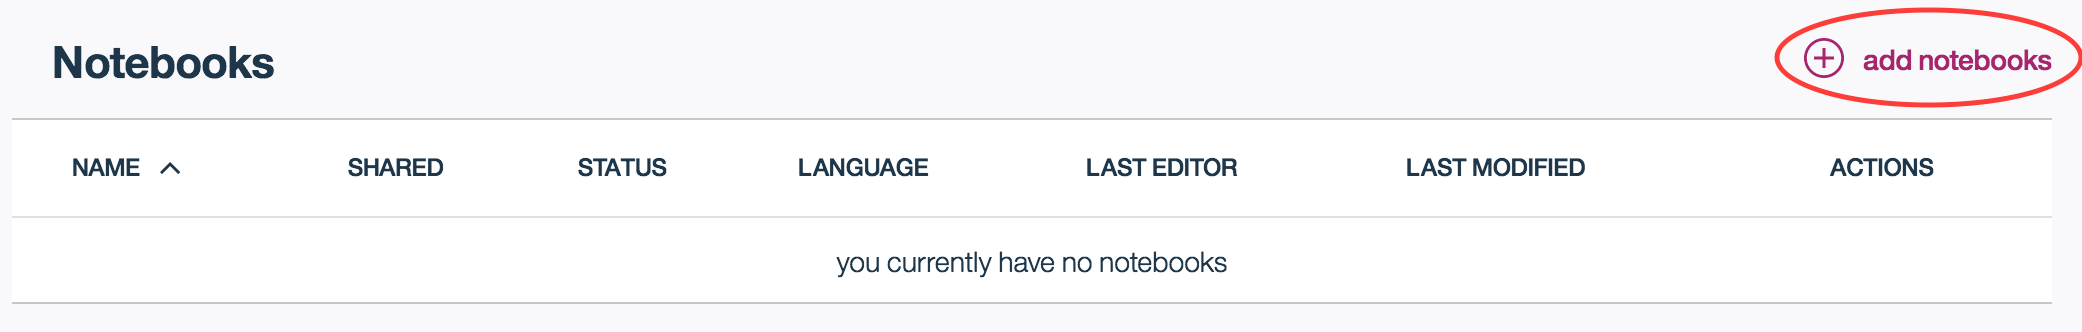 Notebooks
add notebooks
NAME SHARED STATUS LANGUAGE LAST EDITOR LAST MODIFIED ACTIONS
you currently have no notebooks